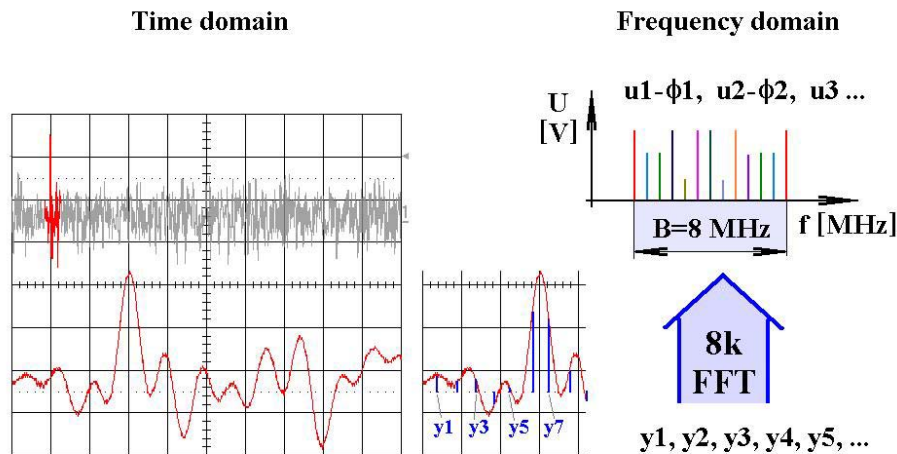 Time domain
Frequency domain
U
[V]
u1-ϕ1, u2-ϕ2, u3 ...
B=8 MHz
f [MHz]
1
8k
FFT
y1 y3 y5 y7
y1, y2, y3, y4, y5, ...